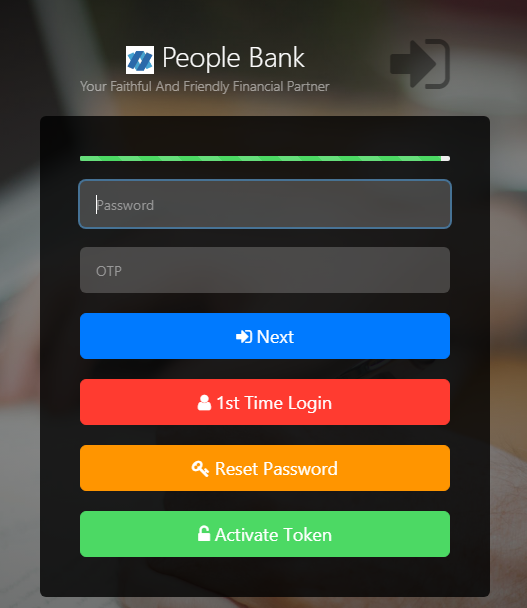 People Bank
Your Faithful And Friendly Financial Partner
Password
OTP
Next
1st Time Login
Reset Password
Activate Token